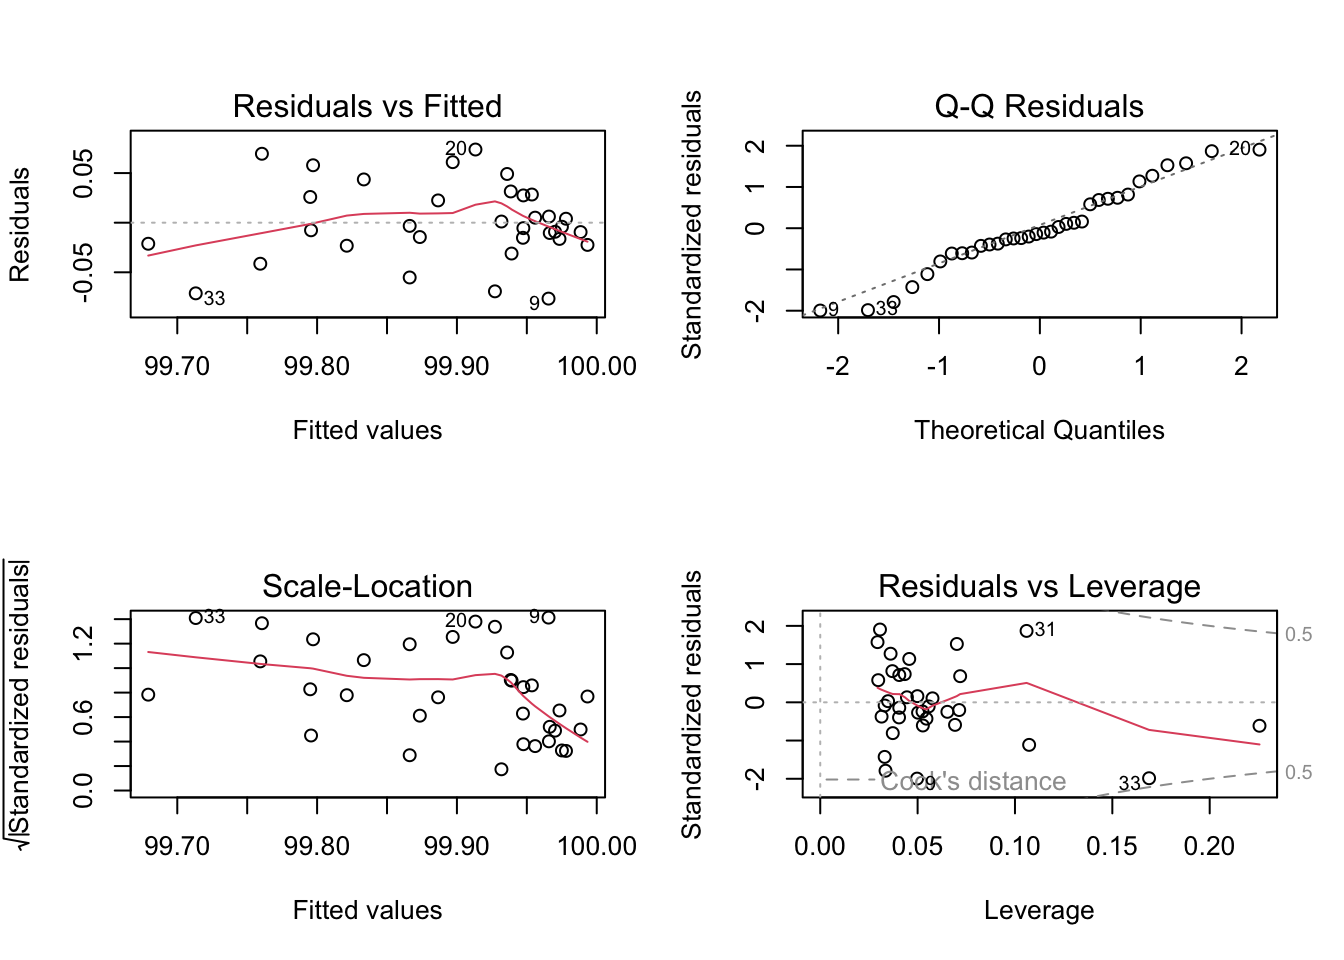 Residuals vs Fitted
Residuals
0.05
-0.05
20
33
9
99.70 99.80 99.90 100.00
Fitted values
Q-Q Residuals
Standardized residuals
2
1
0
-2
9
33
20
-2 -1 0 1 2
Theoretical Quantiles
Scale-Location
√|Standardized residuals|
1.2
0.6
0.0
33
20
9
99.70 99.80 99.90 100.00
Fitted values
Residuals vs Leverage
Standardized residuals
2
1
0
-2
31
0.5
0.5
Cook's distance
9
33
0.00 0.05 0.10 0.15 0.20
Leverage